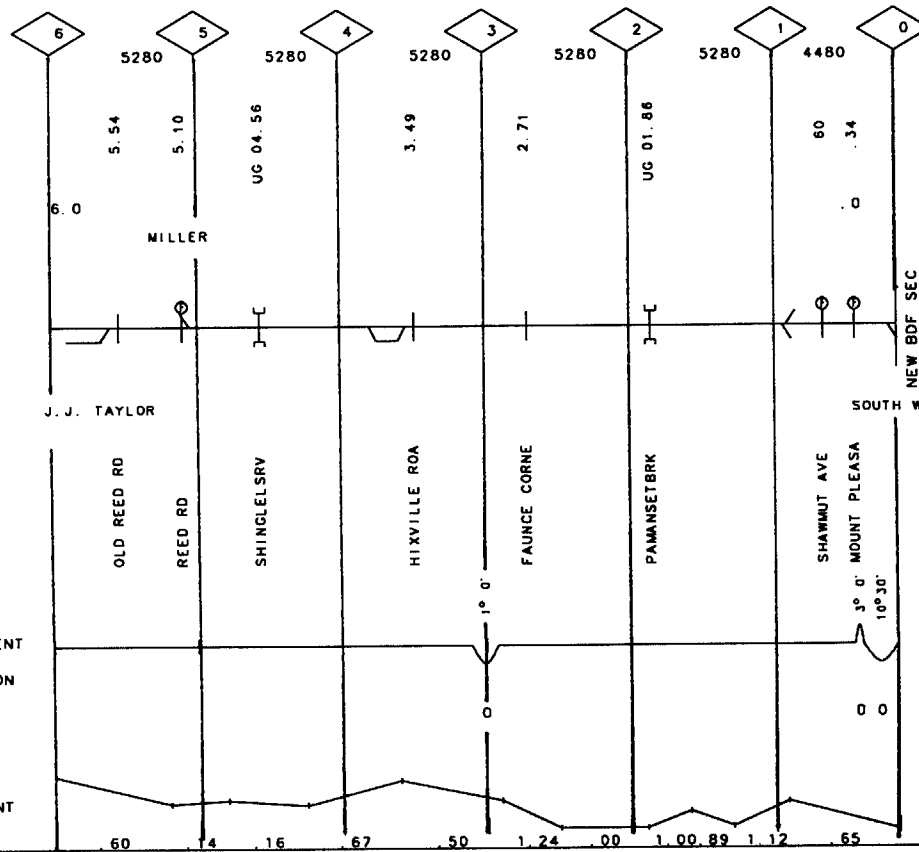 6 5 4 3 2 1 0
5280 5280 5280 5280 5280 4480
5.54 5.10 UG 04.56 3.49 2.71 UG 01.86 60 .34
6.0 .0
MILLER
NEW BDF SEC
J.J. TAYLOR SOUTH W
OLD REED RD
REED RD
SHINGLELSRV
HIXVILLE ROA
FAUNCE CORNE
PAMANSETBRK
SHAWMUT AVE
MOUNT PLEASA
1° 0' 3° 0' 10°30'
ENT
ON
0 0 0
NT
.60 .16 .67 .50 1.24 .00 1.00 .89 1.12 .65